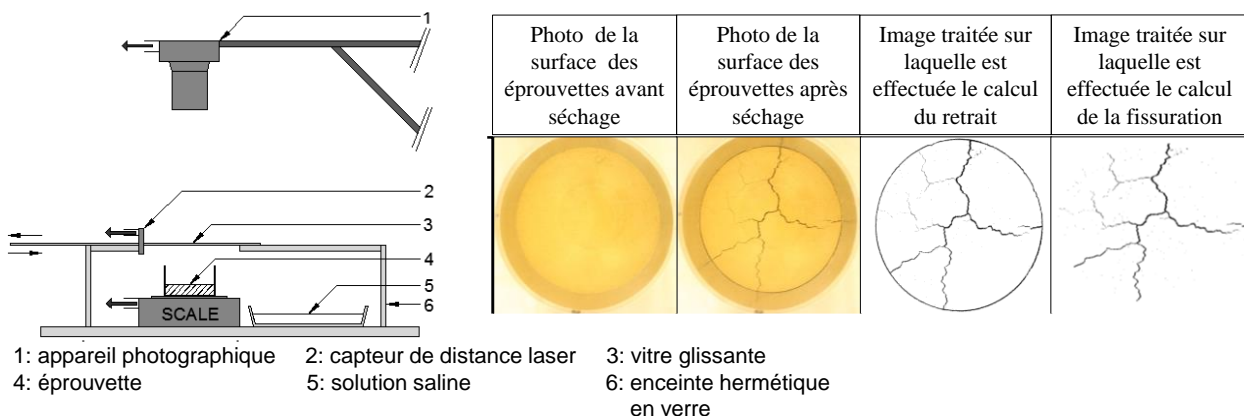 1
2
3
4
5
6
SCALE
1: appareil photographique 2: capteur de distance laser 3: vitre glissante
4: éprouvette 5: solution saline 6: enceinte hermétique
en verre
Photo de la
surface des
éprouvettes avant
séchage
Photo de la
surface des
éprouvettes après
séchage
Image traitée sur
laquelle est
effectuée le calcul
du retrait
Image traitée sur
laquelle est
effectuée le calcul
de la fissuration